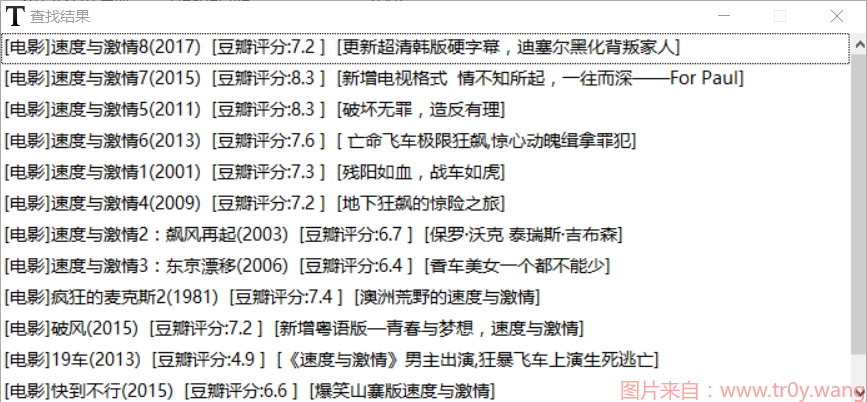 查找结果
[电影]速度与激情8(2017) [豆瓣评分:7.2 ] [更新超清韩版硬字幕，迪塞尔黑化背叛家人]
[电影]速度与激情7(2015) [豆瓣评分:8.3 ] [新增电视格式 情不知所起，一往而深——For Paul]
[电影]速度与激情5(2011) [豆瓣评分:8.3 ] [破坏无罪，造反有理]
[电影]速度与激情6(2013) [豆瓣评分:7.6 ] [ 亡命飞车极限狂飙,惊心动魄缉拿罪犯]
[电影]速度与激情1(2001) [豆瓣评分:7.3 ] [残阳如血，战车如虎]
[电影]速度与激情4(2009) [豆瓣评分:7.2 ] [地下狂飙的惊险之旅]
[电影]速度与激情2：飙风再起(2003) [豆瓣评分:6.7 ] [保罗·沃克 泰瑞斯·吉布森]
[电影]速度与激情3：东京漂移(2006) [豆瓣评分:6.4 ] [香车美女一个都不能少]
[电影]疯狂的麦克斯2(1981) [豆瓣评分:7.4 ] [澳洲荒野的速度与激情]
[电影]破风(2015) [豆瓣评分:7.2 ] [新增粤语版—青春与梦想，速度与激情]
[电影]19车(2013) [豆瓣评分:4.9 ] [《速度与激情》男主出演,狂暴飞车上演生死逃亡]
[电影]快到不行(2015) [豆瓣评分:6.6 ] [爆笑山寨版速度与激情]
图片来自：www.tr0y.wang